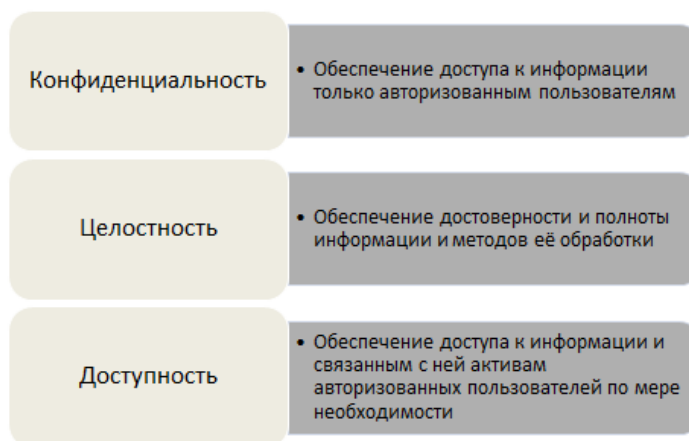 Конфиденциальность
• Обеспечение доступа к информации
только авторизованным пользователям
Целостность
• Обеспечение достоверности и полноты
информации и методов её обработки
Доступность
• Обеспечение доступа к информации и
связанным с ней активам
авторизованных пользователей по мере
необходимости